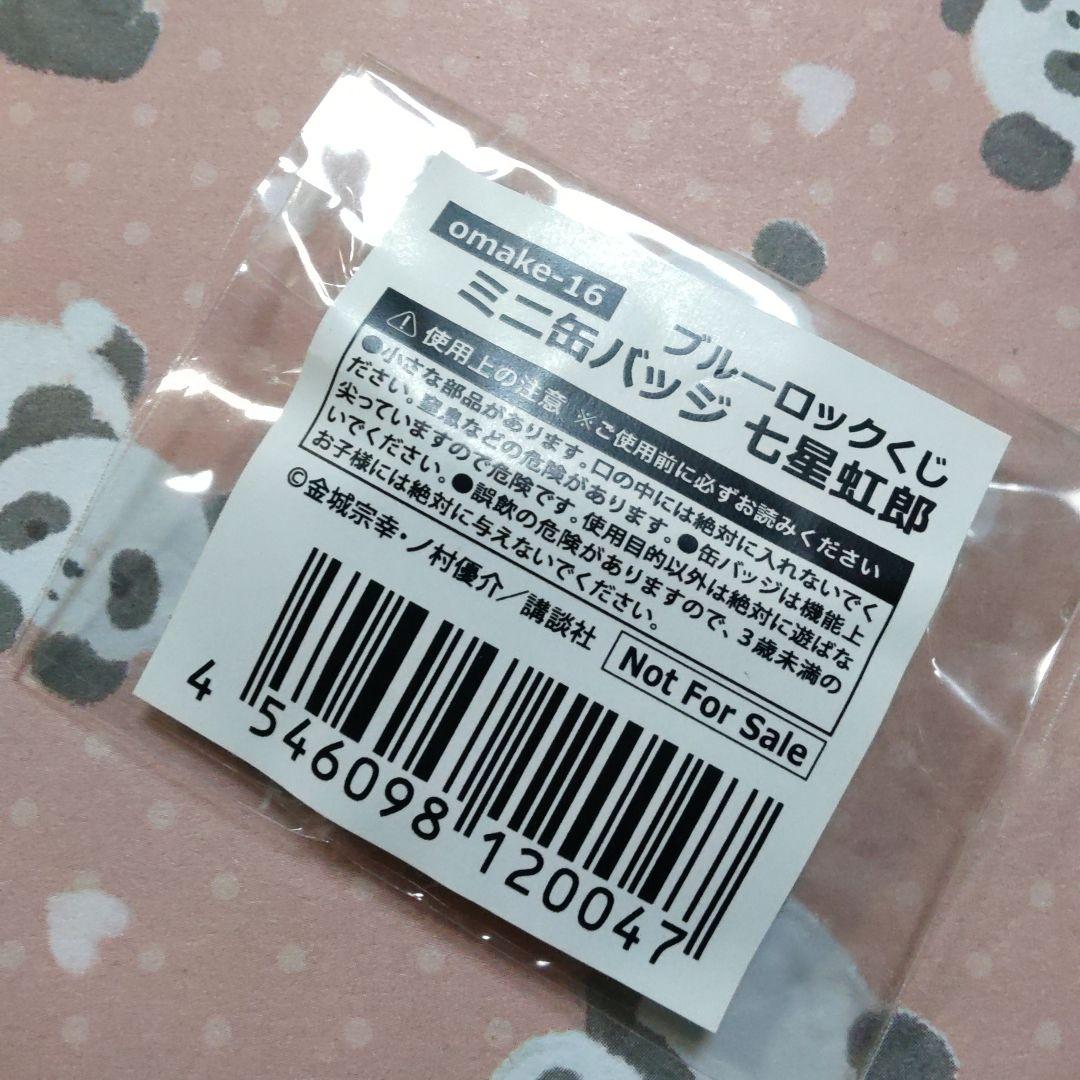 omake-16
ブルーロックくじ
ミニ缶バッジ 七星虹郎
⚠使用上の注意 ※ご使用前に必ずお読みください
●小さな部品があります。口の中には絶対に入れないでく
ださい。窒息などの危険があります。●缶バッジは機能上
尖っていますので危険です。使用目的以外は絶対に遊ばな
いでください。●誤飲の危険がありますので、3歳未満の
お子様には絶対に与えないでください。
©金城宗幸・ノ村優介／講談社
Not For Sale
4 546098 120047